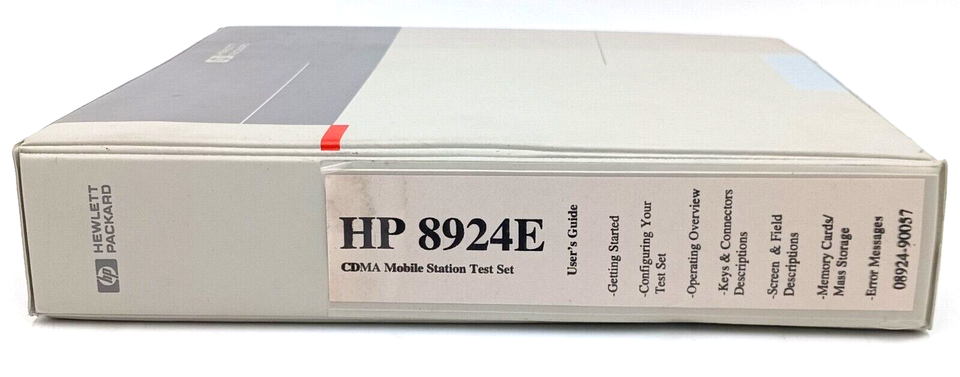 HEWLETT
PACKARD
hp
HP 8924E
CDMA Mobile Station Test Set
User's Guide
-Getting Started
-Configuring Your
Test Set
-Operating Overview
-Keys & Connectors
Descriptions
-Screen & Field
Descriptions
-Memory Cards/
Mass Storage
-Error Messages
08924-90057